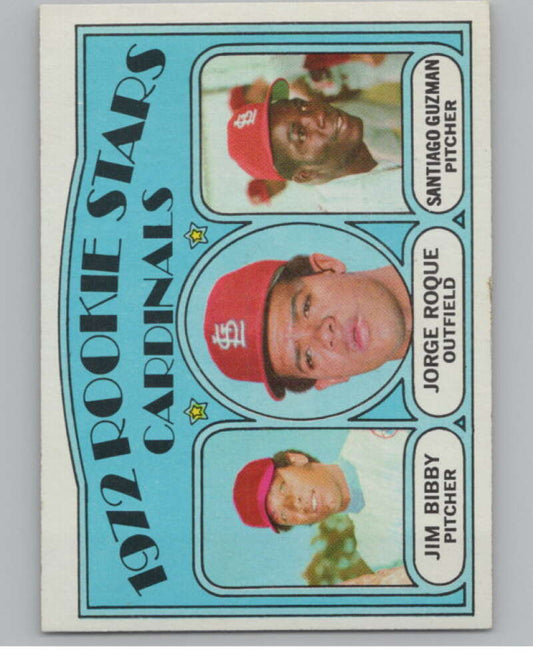 1972 ROOKIE STARS
CARDINALS
JIM BIBBY
PITCHER
JORGE ROQUE
OUTFIELD
SANTIAGO GUZMAN
PITCHER